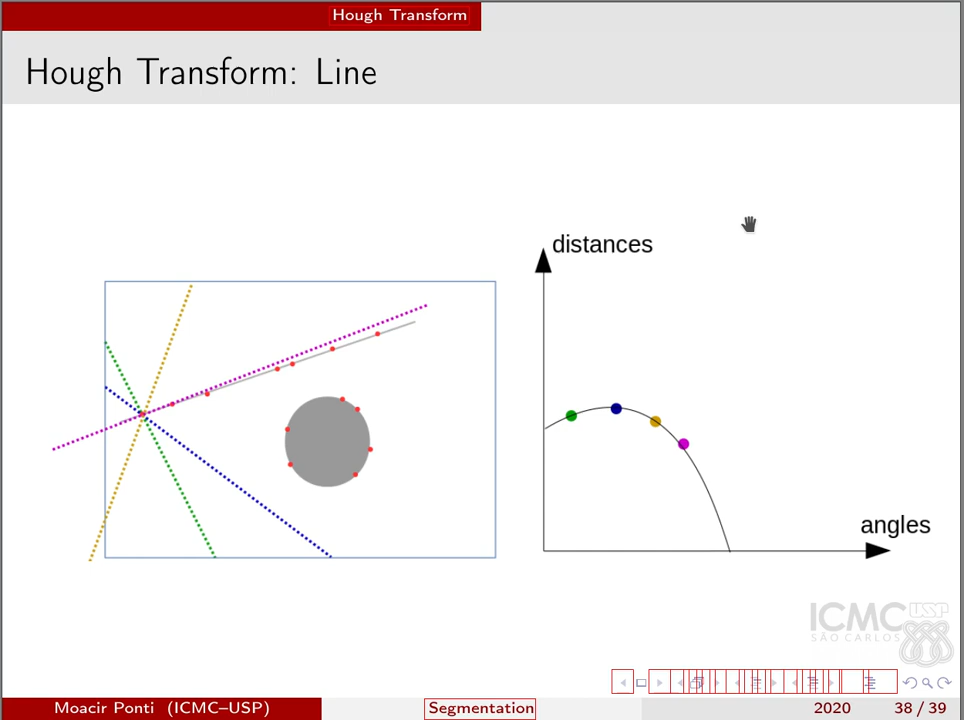 Hough Transform
Hough Transform: Line
distances
angles
ICMC USP
SÃO CARLOS
Moacir Ponti (ICMC–USP)
Segmentation
2020
38 / 39